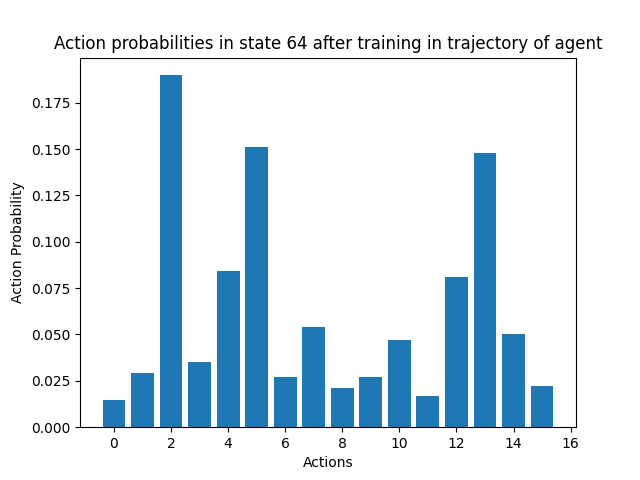 Action probabilities in state 64 after training in trajectory of agent
0.175
0.150
0.125
0.100
0.075
0.050
0.025
0.000
Action Probability
0 2 4 6 8 10 12 14 16
Actions